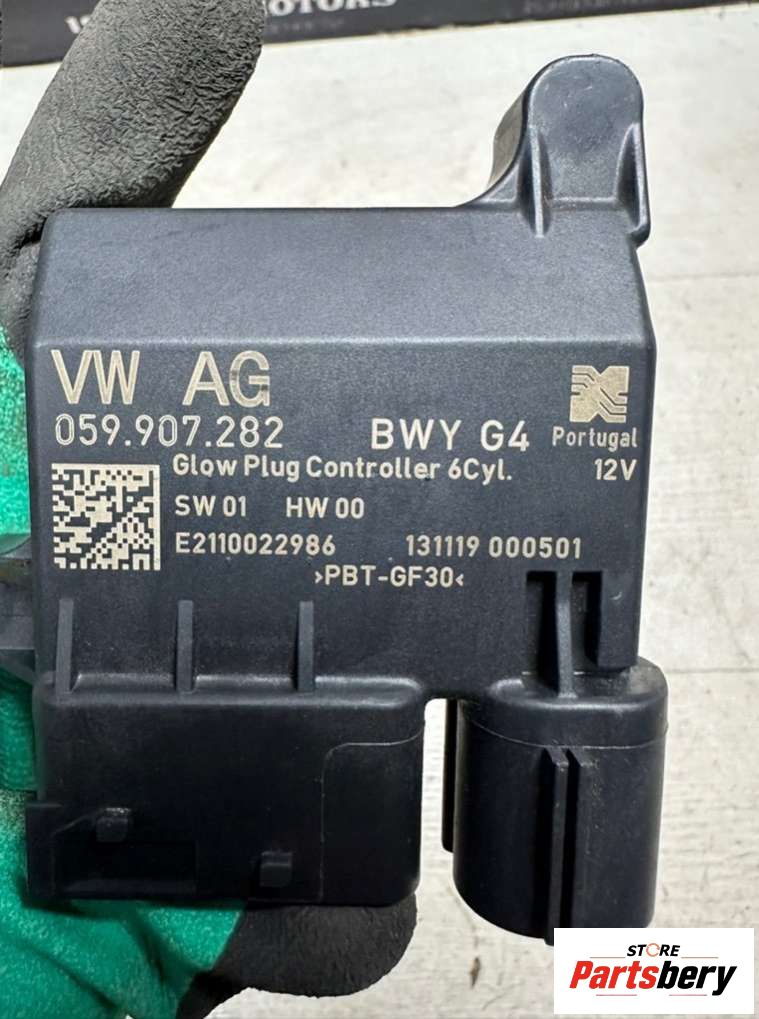 MOTORS
VW AG
059.907.282 BWY G4 Portugal
Glow Plug Controller 6Cyl. 12V
SW 01 HW 00
E2110022986 131119 000501
>PBT-GF30<
STORE
Partsbery